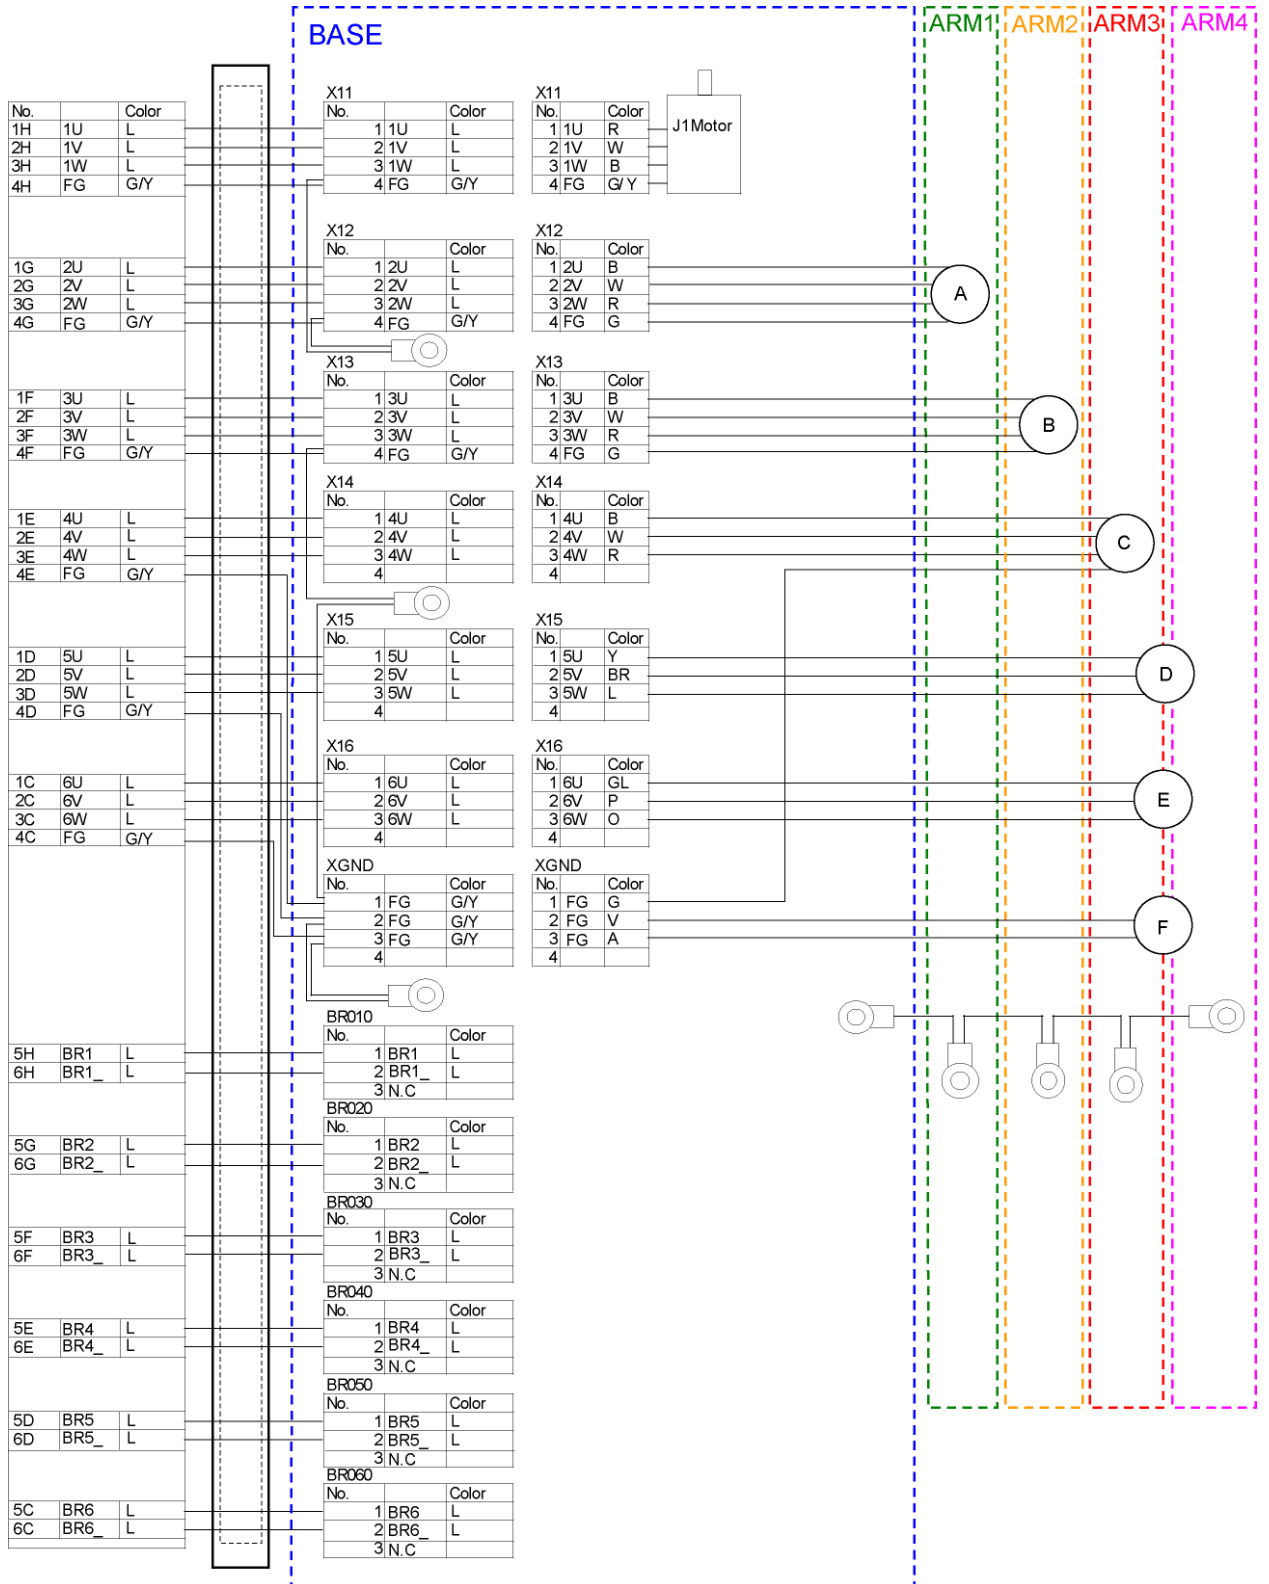 BASE
ARM1
ARM2
ARM3
ARM4
No. Color
1H 1U L
2H 1V L
3H 1W L
4H FG G/Y
X11
No. Color
1 1U L
2 1V L
3 1W L
4 FG G/Y
X11
No. Color
1 1U R
2 1V W
3 1W B
4 FG G/Y
J1Motor
1G 2U L
2G 2V L
3G 2W L
4G FG G/Y
X12
No. Color
1 2U L
2 2V L
3 2W L
4 FG G/Y
X12
No. Color
1 2U B
2 2V W
3 2W R
4 FG G
A
1F 3U L
2F 3V L
3F 3W L
4F FG G/Y
X13
No. Color
1 3U L
2 3V L
3 3W L
4 FG G/Y
X13
No. Color
1 3U B
2 3V W
3 3W R
4 FG G
B
1E 4U L
2E 4V L
3E 4W L
4E FG G/Y
X14
No. Color
1 4U L
2 4V L
3 4W L
4
X14
No. Color
1 4U B
2 4V W
3 4W R
4
C
1D 5U L
2D 5V L
3D 5W L
4D FG G/Y
X15
No. Color
1 5U L
2 5V L
3 5W L
4
X15
No. Color
1 5U Y
2 5V BR
3 5W L
4
D
1C 6U L
2C 6V L
3C 6W L
4C FG G/Y
X16
No. Color
1 6U L
2 6V L
3 6W L
4
X16
No. Color
1 6U GL
2 6V P
3 6W O
4
E
XGND
No. Color
1 FG G/Y
2 FG G/Y
3 FG G/Y
4
XGND
No. Color
1 FG G
2 FG V
3 FG A
4
F
5H BR1 L
6H BR1_ L
BR010
No. Color
1 BR1 L
2 BR1_ L
3 N.C
5G BR2 L
6G BR2_ L
BR020
No. Color
1 BR2 L
2 BR2_ L
3 N.C
5F BR3 L
6F BR3_ L
BR030
No. Color
1 BR3 L
2 BR3_ L
3 N.C
5E BR4 L
6E BR4_ L
BR040
No. Color
1 BR4 L
2 BR4_ L
3 N.C
5D BR5 L
6D BR5_ L
BR050
No. Color
1 BR5 L
2 BR5_ L
3 N.C
5C BR6 L
6C BR6_ L
BR060
No. Color
1 BR6 L
2 BR6_ L
3 N.C